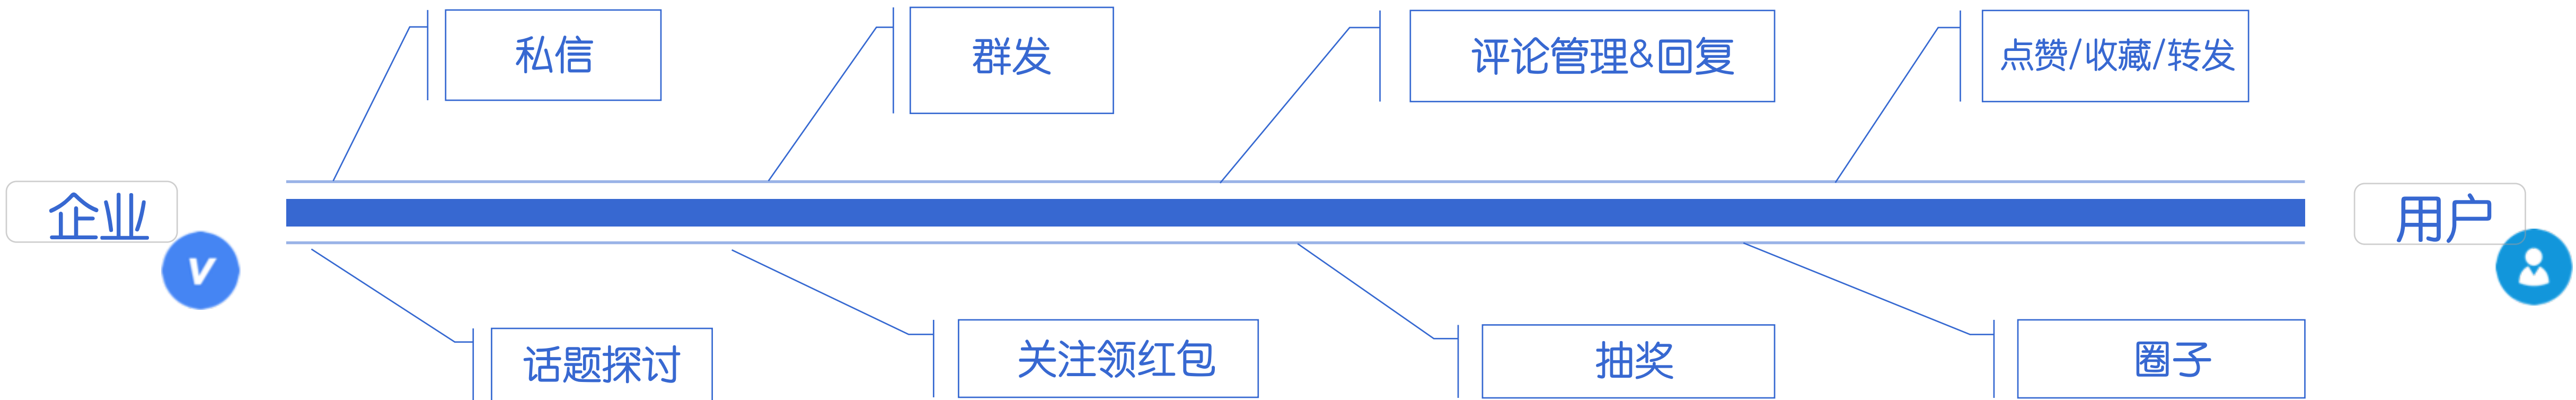 私信
群发
评论管理&回复
点赞/收藏/转发
企业
V
用户
话题探讨
关注领红包
抽奖
圈子